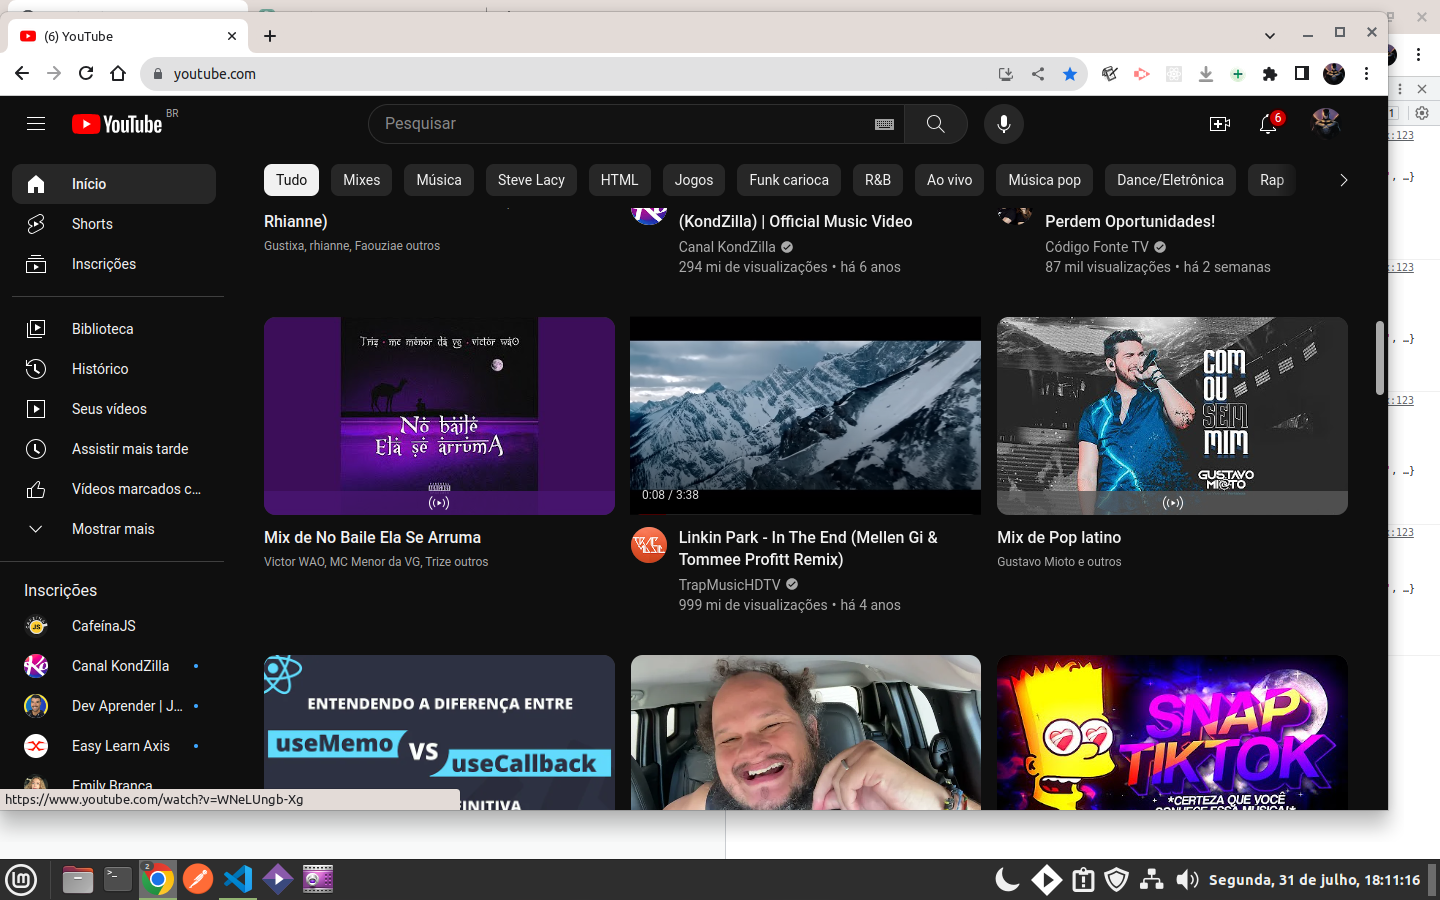 (6) YouTube
youtube.com
YouTube
BR
Pesquisar
6
Início
Shorts
Inscrições
Biblioteca
Histórico
Seus vídeos
Assistir mais tarde
Vídeos marcados c...
Mostrar mais
Inscrições
CafeínaJS
Canal KondZilla
Dev Aprender | J...
Easy Learn Axis
Emily Branca
Tudo
Mixes
Música
Steve Lacy
HTML
Jogos
Funk carioca
R&B
Ao vivo
Música pop
Dance/Eletrônica
Rap
Rhianne)
Gustixa, rhianne, Faouziae outros
(KondZilla) | Official Music Video
Canal KondZilla
294 mi de visualizações • há 6 anos
Perdem Oportunidades!
Código Fonte TV
87 mil visualizações • há 2 semanas
Triz - mc menor da vg - victor wao
No baile
Ela se arruma
Mix de No Baile Ela Se Arruma
Victor WAO, MC Menor da VG, Trize outros
0:08 / 3:38
Linkin Park - In The End (Mellen Gi &
Tommee Profitt Remix)
TrapMusicHDTV
999 mi de visualizações • há 4 anos
COM
OU
SEM
MIM
GUSTAVO
MIOTO
Mix de Pop latino
Gustavo Mioto e outros
ENTENDENDO A DIFERENÇA ENTRE
useMemo
VS
useCallback
SNAP
TIKTOK
*CERTEZA QUE VOCÊ
CONHECE ESSA MUSICA!*
https://www.youtube.com/watch?v=WNeLUngb-Xg
1
:123
', …}
:123
', …}
:123
', …}
:123
', …}
2
Segunda, 31 de julho, 18:11:16